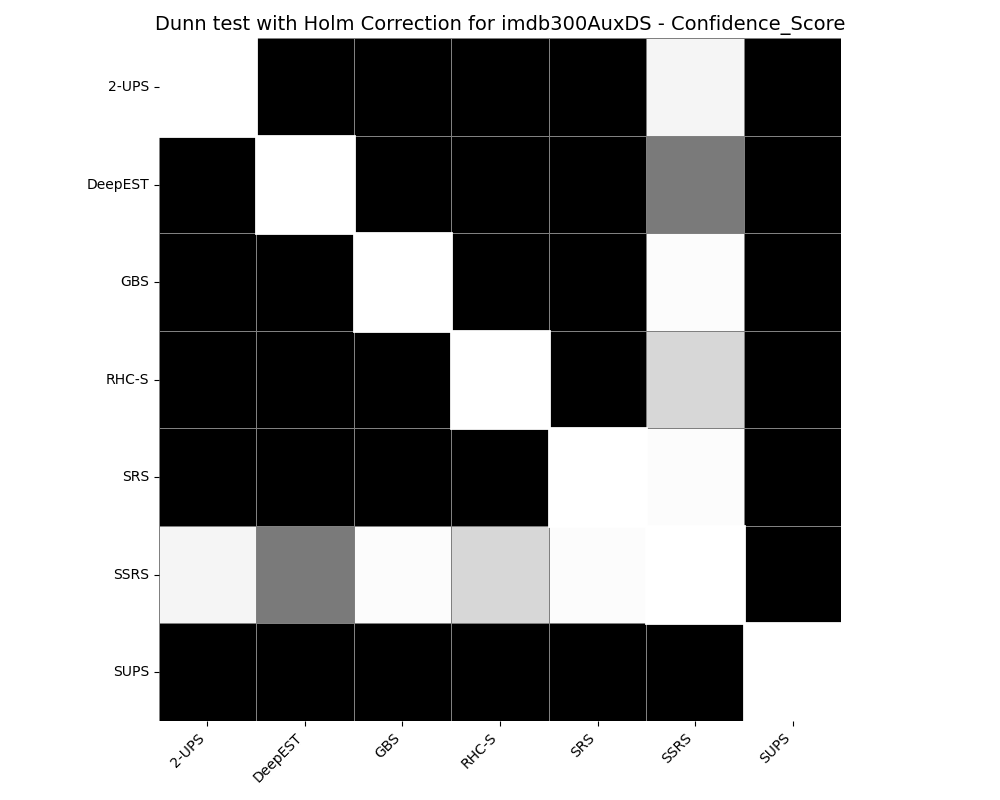 Dunn test with Holm Correction for imdb300AuxDS - Confidence_Score
2-UPS
DeepEST
GBS
RHC-S
SRS
SSRS
SUPS
2-UPS
DeepEST
GBS
RHC-S
SRS
SSRS
SUPS